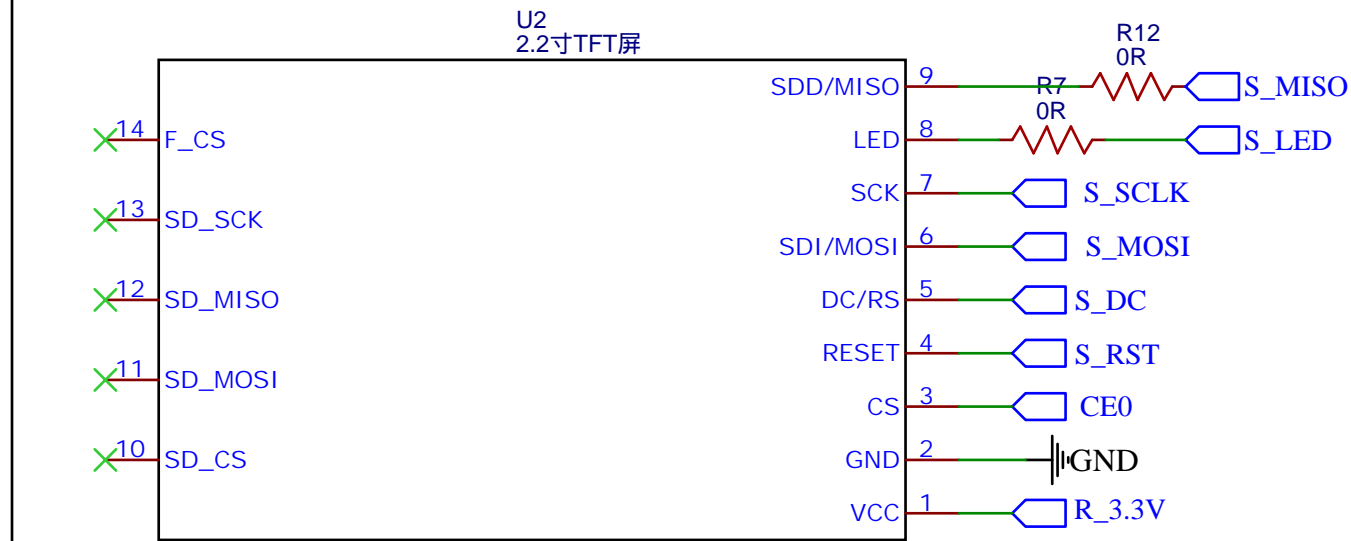 U2
2.2寸TFT屏
R12
0R
SDD/MISO 9 S_MISO
R7
0R
14 F_CS
LED 8 S_LED
SCK 7 S_SCLK
13 SD_SCK
SDI/MOSI 6 S_MOSI
12 SD_MISO
DC/RS 5 S_DC
RESET 4 S_RST
11 SD_MOSI
CS 3 CE0
10 SD_CS
GND 2 GND
VCC 1 R_3.3V